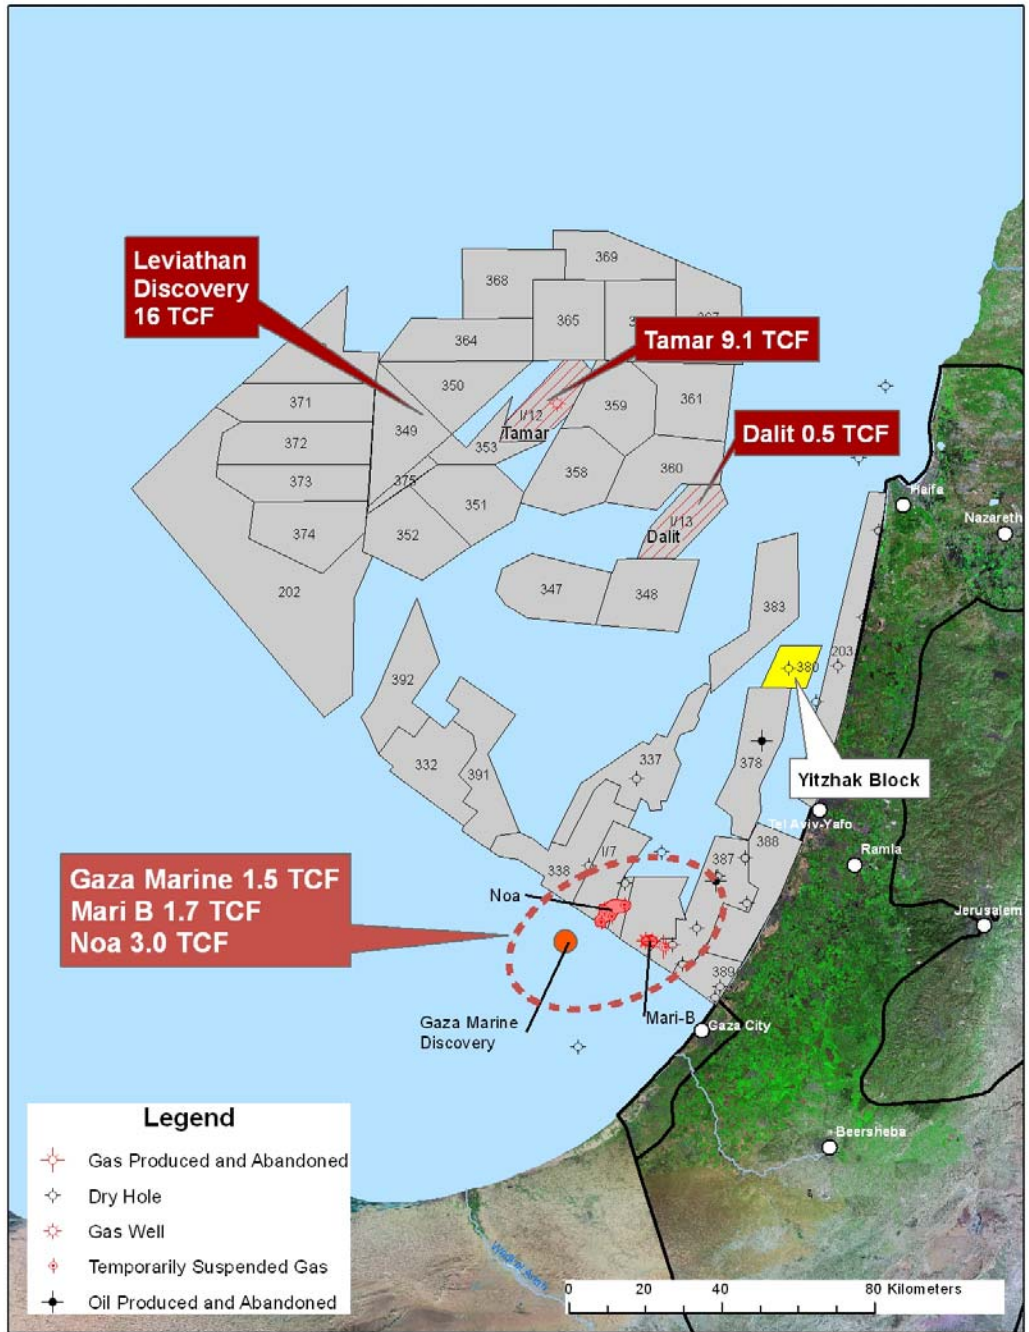 369
368
365
364
Leviathan
Discovery
16 TCF
Tamar 9.1 TCF
350
371
359
361
I/12
Tamar
349
Dalit 0.5 TCF
372
353
358
360
373
375
351
Haifa
I/13
Nazareth
374
352
Dalit
202
347
348
383
380
203
392
337
332
391
378
Yitzhak Block
Tel Aviv-Yafo
388
I/7
387
Ramla
338
Gaza Marine 1.5 TCF
Mari B 1.7 TCF
Noa 3.0 TCF
Noa
Jerusalem
389
Mari-B
Gaza City
Gaza Marine
Discovery
Legend
Gas Produced and Abandoned
Dry Hole
Gas Well
Temporarily Suspended Gas
Oil Produced and Abandoned
Beersheba
0 20 40 80 Kilometers